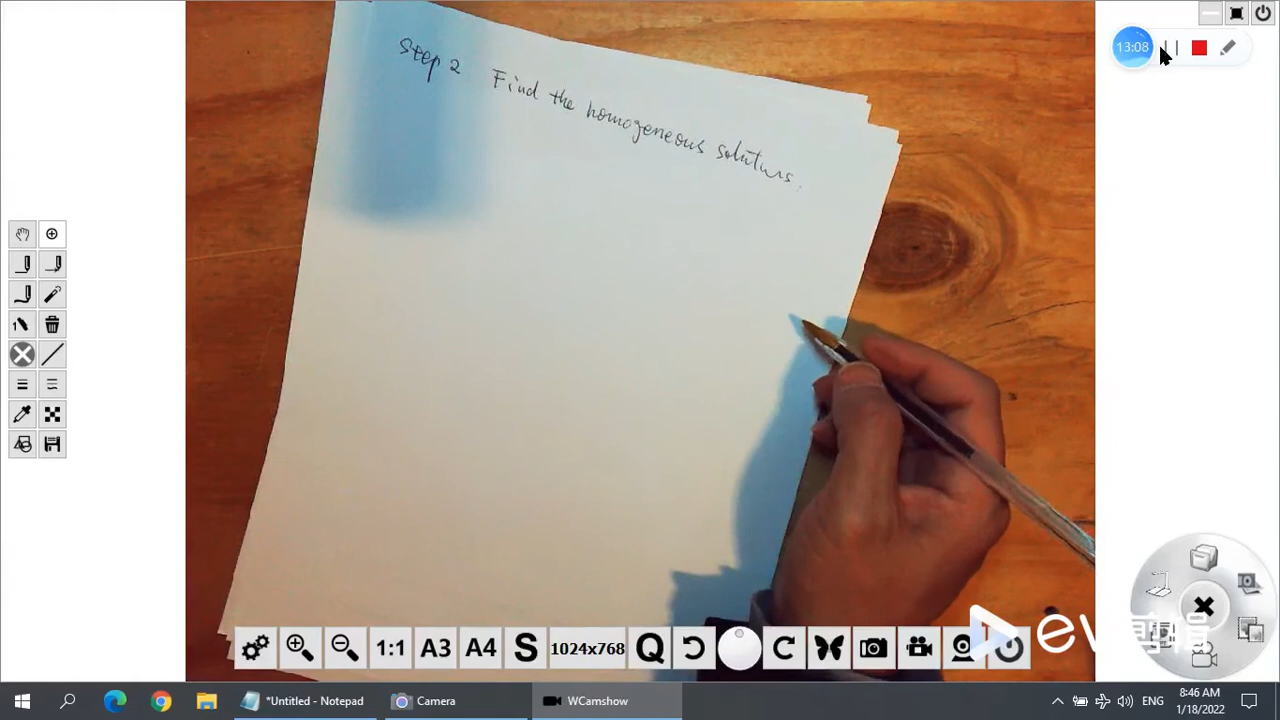 Step 2 Find the homogeneous solutions.
13:08
1:1
A3
A4
S
1024x768
Q
*Untitled - Notepad
Camera
WCamshow
ENG
8:46 AM
1/18/2022